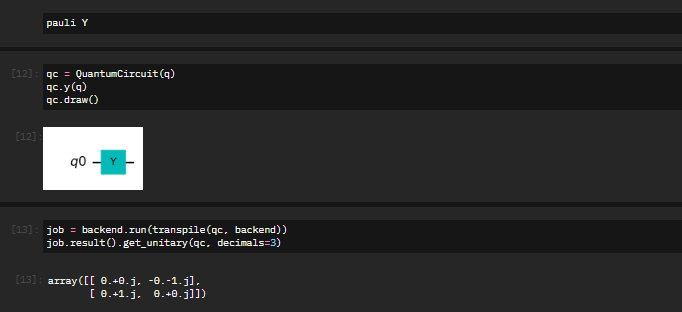 pauli Y
[12]: qc = QuantumCircuit(q)
qc.y(q)
qc.draw()
[12]:
q0 Y
[13]: job = backend.run(transpile(qc, backend))
job.result().get_unitary(qc, decimals=3)
[13]: array([[ 0.+0.j, -0.-1.j],
[ 0.+1.j,  0.+0.j]])